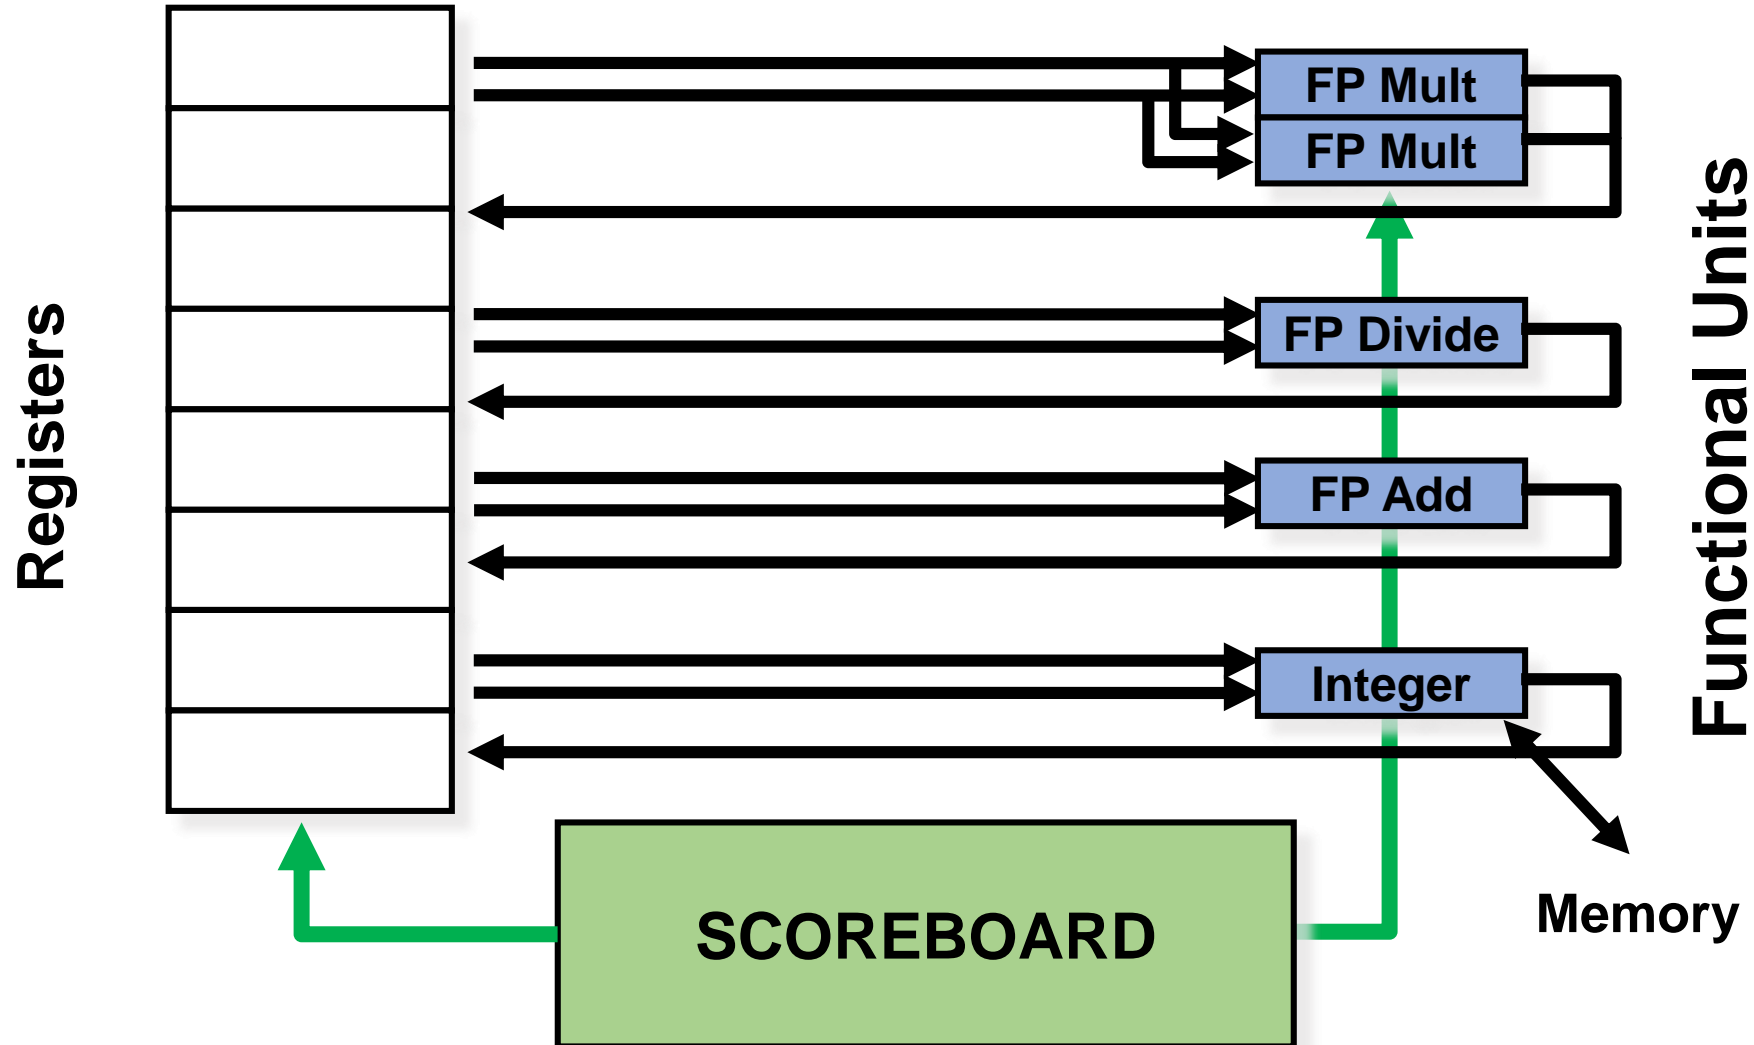 Registers
FP Mult
FP Mult
FP Divide
FP Add
Integer
Functional Units
Memory
SCOREBOARD